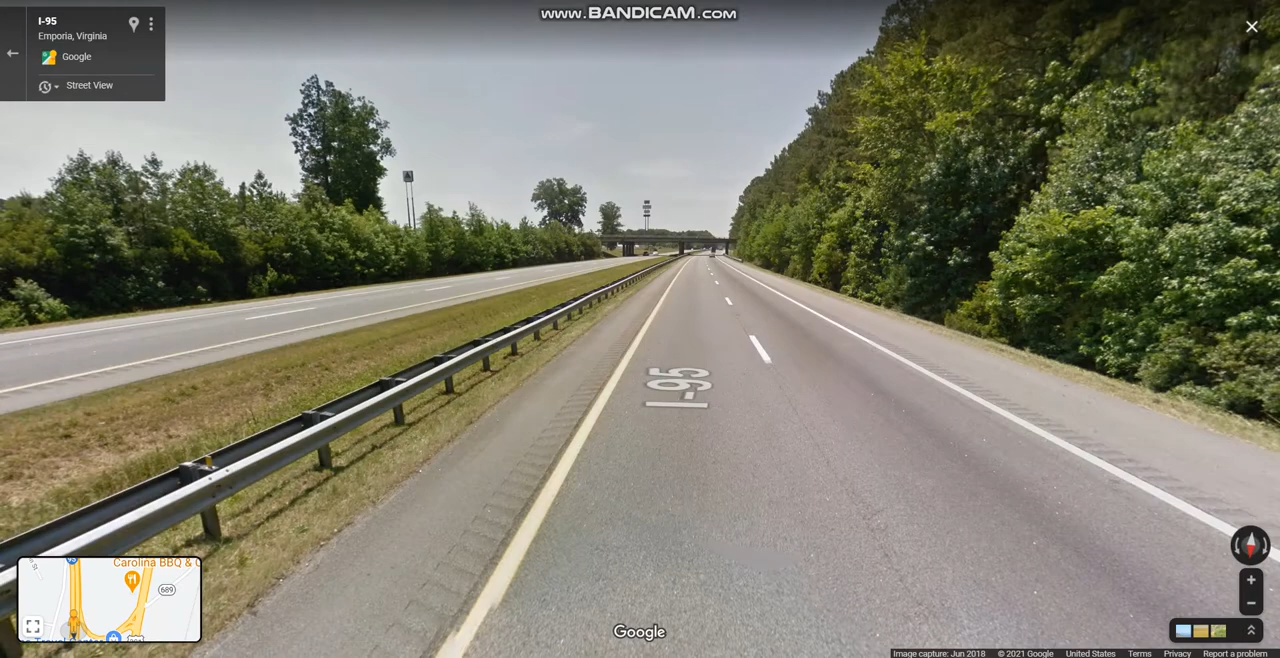 www.BANDICAM.com
I-95
Emporia, Virginia
Google
Street View
I-95
Carolina BBQ &
689
Google
Image capture: Jun 2018 © 2021 Google United States Terms Privacy Report a problem